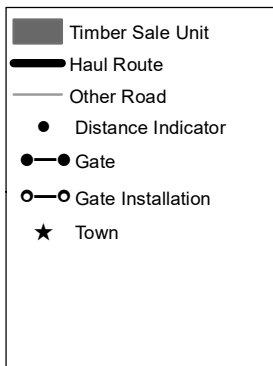 Timber Sale Unit
Haul Route
Other Road
Distance Indicator
Gate
Gate Installation
Town